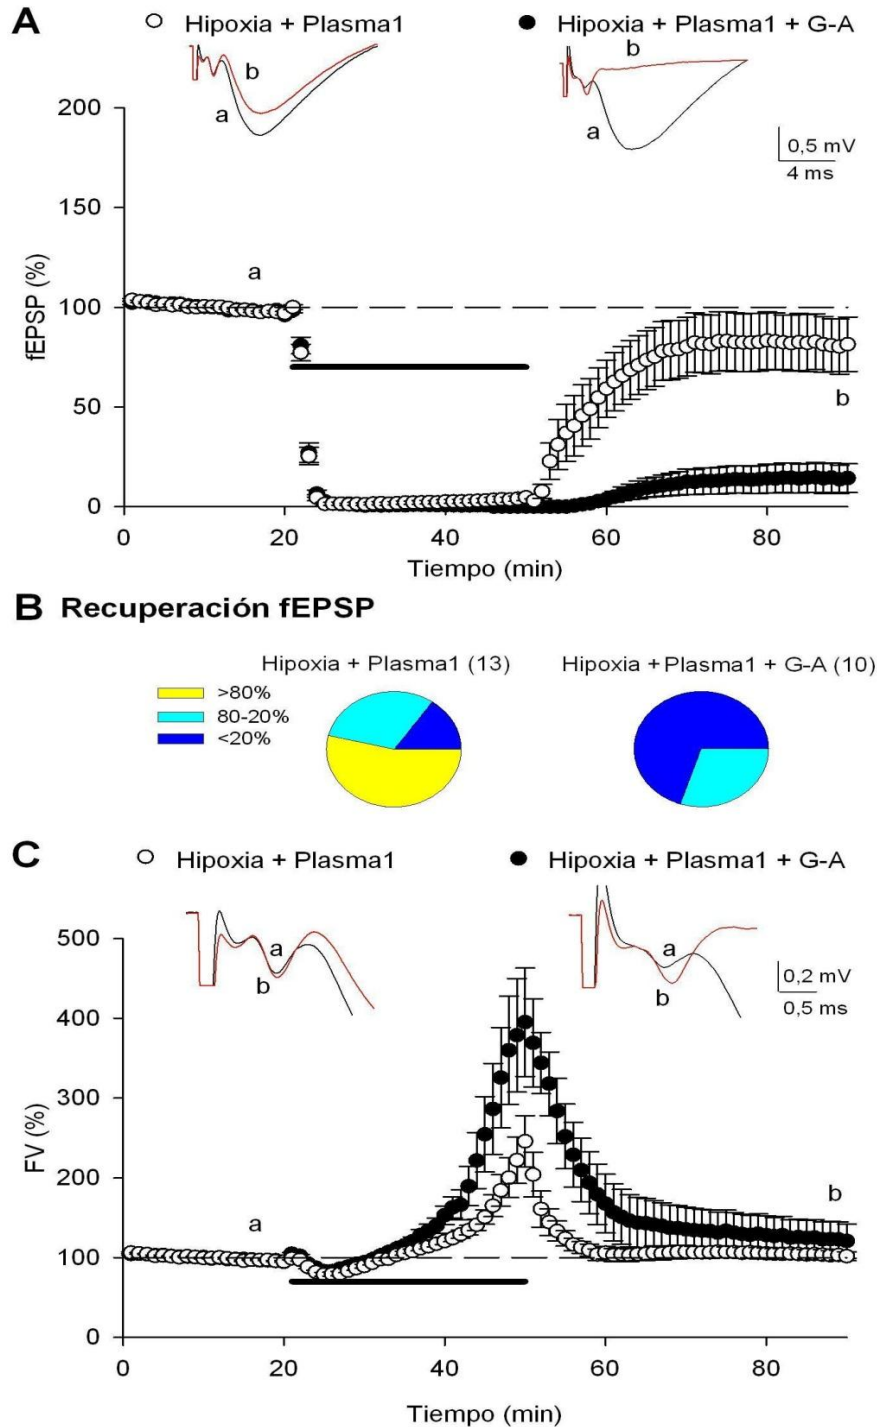 A
Hipoxia + Plasma1
Hipoxia + Plasma1 + G-A
b
a
b
a
0,5 mV
4 ms
200
150
100
50
0
fEPSP (%)
a
b
0 20 40 60 80
Tiempo (min)
B Recuperación fEPSP
Hipoxia + Plasma1 (13)
Hipoxia + Plasma1 + G-A (10)
>80%
80-20%
<20%
C
Hipoxia + Plasma1
Hipoxia + Plasma1 + G-A
a
b
a
b
0,2 mV
0,5 ms
500
400
300
200
100
0
FV (%)
a
b
0 20 40 60 80
Tiempo (min)